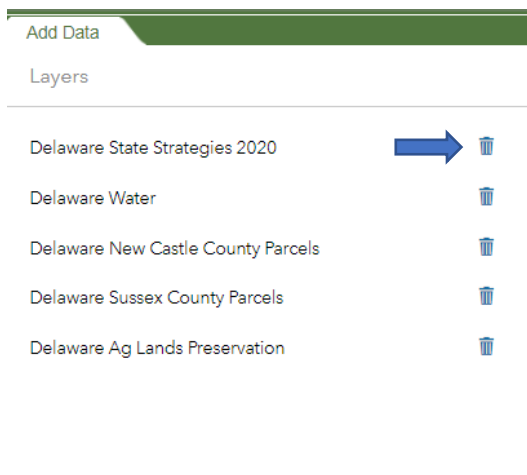 Add Data
Layers
Delaware State Strategies 2020
Delaware Water
Delaware New Castle County Parcels
Delaware Sussex County Parcels
Delaware Ag Lands Preservation